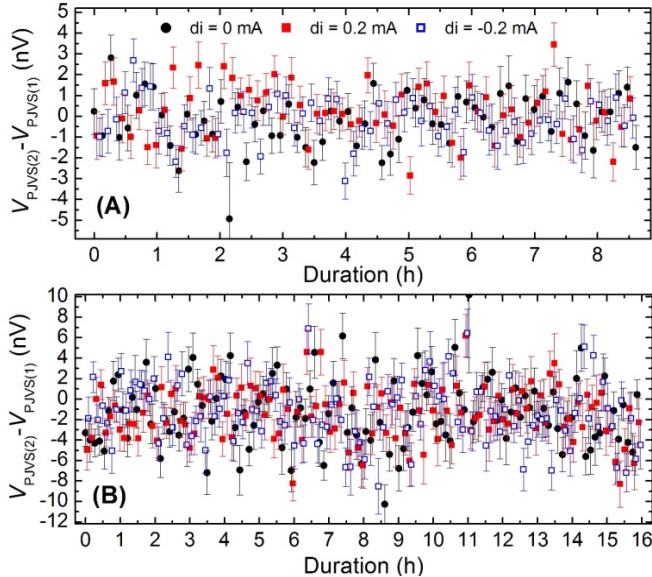 di = 0 mA di = 0.2 mA di = -0.2 mA
V_PJVS(2)-V_PJVS(1) (nV)
5
4
3
2
1
0
-1
-2
-3
-4
-5
(A)
0 1 2 3 4 5 6 7 8
Duration (h)
V_PJVS(2)-V_PJVS(1) (nV)
10
8
6
4
2
0
-2
-4
-6
-8
-10
-12
(B)
0 1 2 3 4 5 6 7 8 9 10 11 12 13 14 15 16
Duration (h)